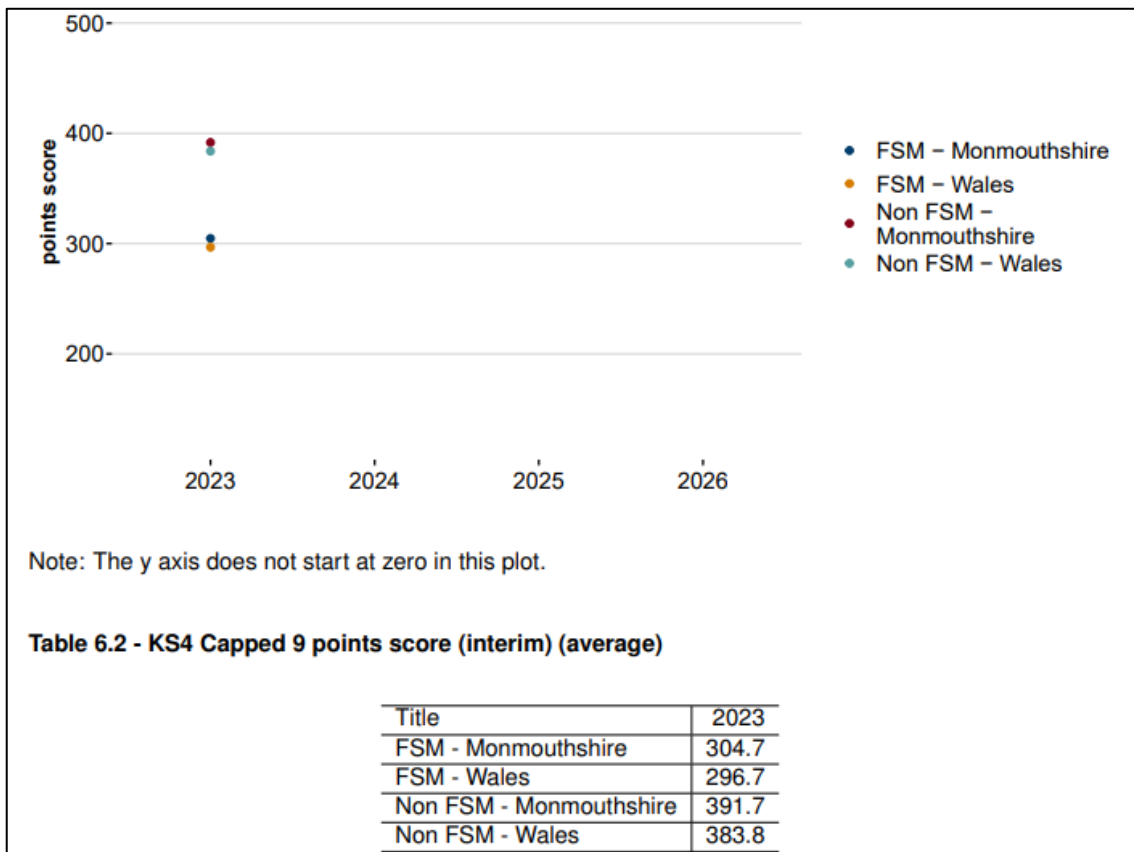 500
400
300
200
points score
2023 2024 2025 2026
FSM − Monmouthshire
FSM − Wales
Non FSM −
Monmouthshire
Non FSM − Wales
Note: The y axis does not start at zero in this plot.
Table 6.2 - KS4 Capped 9 points score (interim) (average)
Title 2023
FSM - Monmouthshire 304.7
FSM - Wales 296.7
Non FSM - Monmouthshire 391.7
Non FSM - Wales 383.8